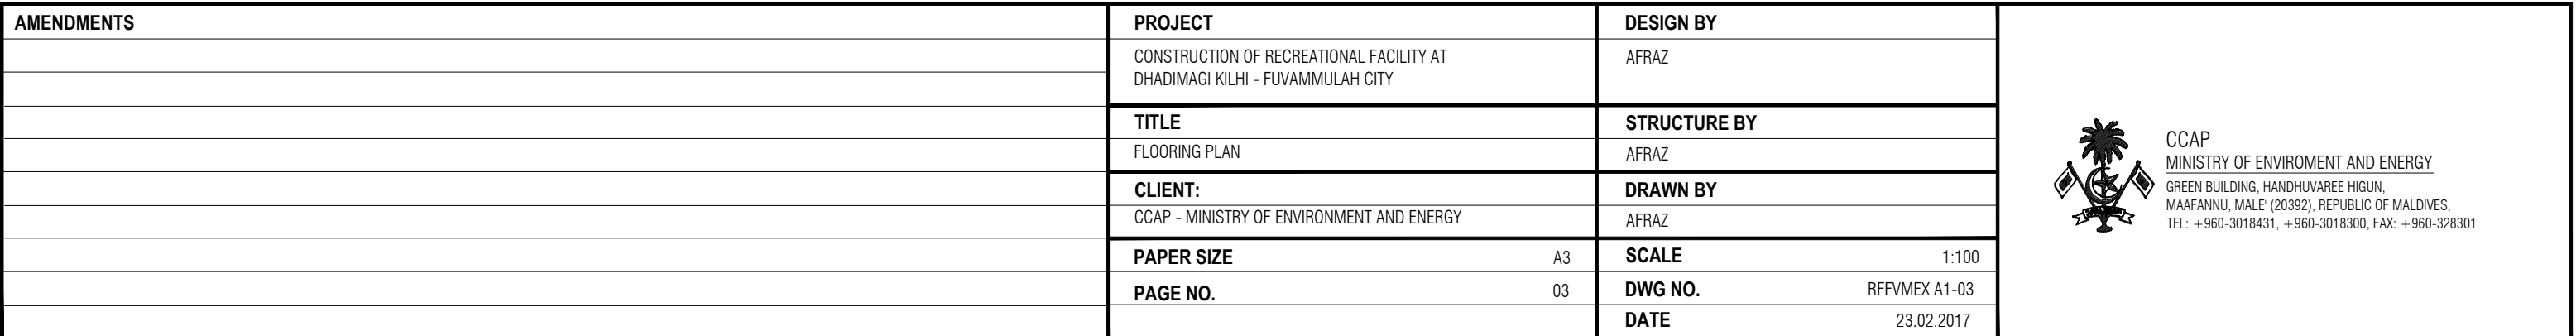 AMENDMENTS
PROJECT
CONSTRUCTION OF RECREATIONAL FACILITY AT
DHADIMAGI KILHI - FUVAMMULAH CITY
TITLE
FLOORING PLAN
CLIENT:
CCAP - MINISTRY OF ENVIRONMENT AND ENERGY
PAPER SIZE A3
PAGE NO. 03
DESIGN BY
AFRAZ
STRUCTURE BY
AFRAZ
DRAWN BY
AFRAZ
SCALE 1:100
DWG NO. RFFVMEX A1-03
DATE 23.02.2017
CCAP
MINISTRY OF ENVIROMENT AND ENERGY
GREEN BUILDING, HANDHUVAREE HIGUN,
MAAFANNU, MALE' (20392), REPUBLIC OF MALDIVES,
TEL: +960-3018431, +960-3018300, FAX: +960-328301